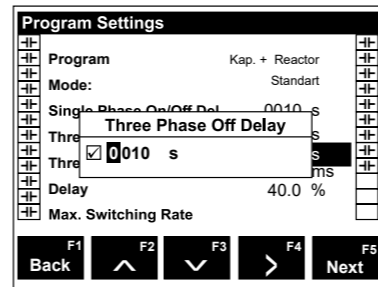 Program Settings
Program Kap. + Reactor
Mode: Standart
Single Phase On/Off Del 0010 s
Three Phase Off Delay
Thre s
0010 s
Thre s
ms
Delay 40.0 %
Max. Switching Rate
F1 F2 F3 F4 F5
Back Next